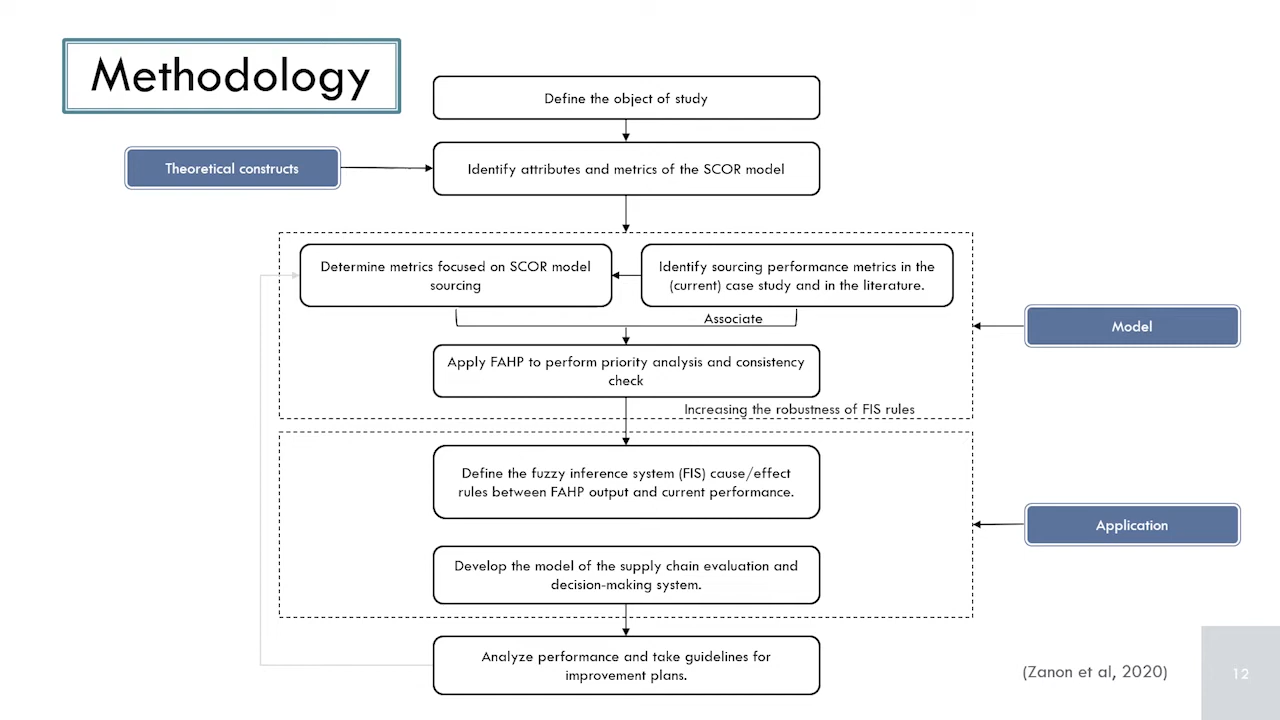 Methodology
Define the object of study
Theoretical constructs
Identify attributes and metrics of the SCOR model
Determine metrics focused on SCOR model
sourcing
Identify sourcing performance metrics in the
(current) case study and in the literature.
Associate
Model
Apply FAHP to perform priority analysis and consistency
check
Increasing the robustness of FIS rules
Define the fuzzy inference system (FIS) cause/effect
rules between FAHP output and current performance.
Application
Develop the model of the supply chain evaluation and
decision-making system.
Analyze performance and take guidelines for
improvement plans.
(Zanon et al, 2020)
12